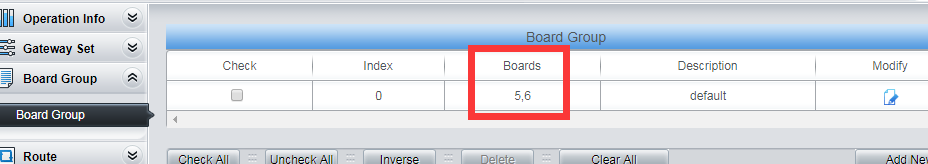 Operation Info
Gateway Set
Board Group
Board Group
Route
Board Group
Check Index Boards Description Modify
0 5,6 default
Check All Uncheck All Inverse Delete Clear All Add New